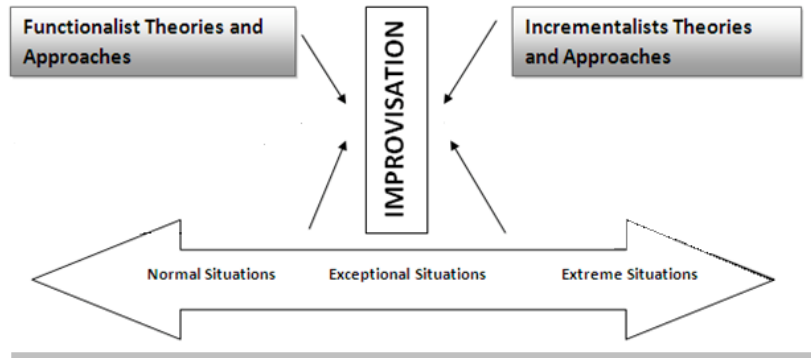 Functionalist Theories and
Approaches
IMPROVISATION
Incrementalists Theories
and Approaches
Normal Situations
Exceptional Situations
Extreme Situations